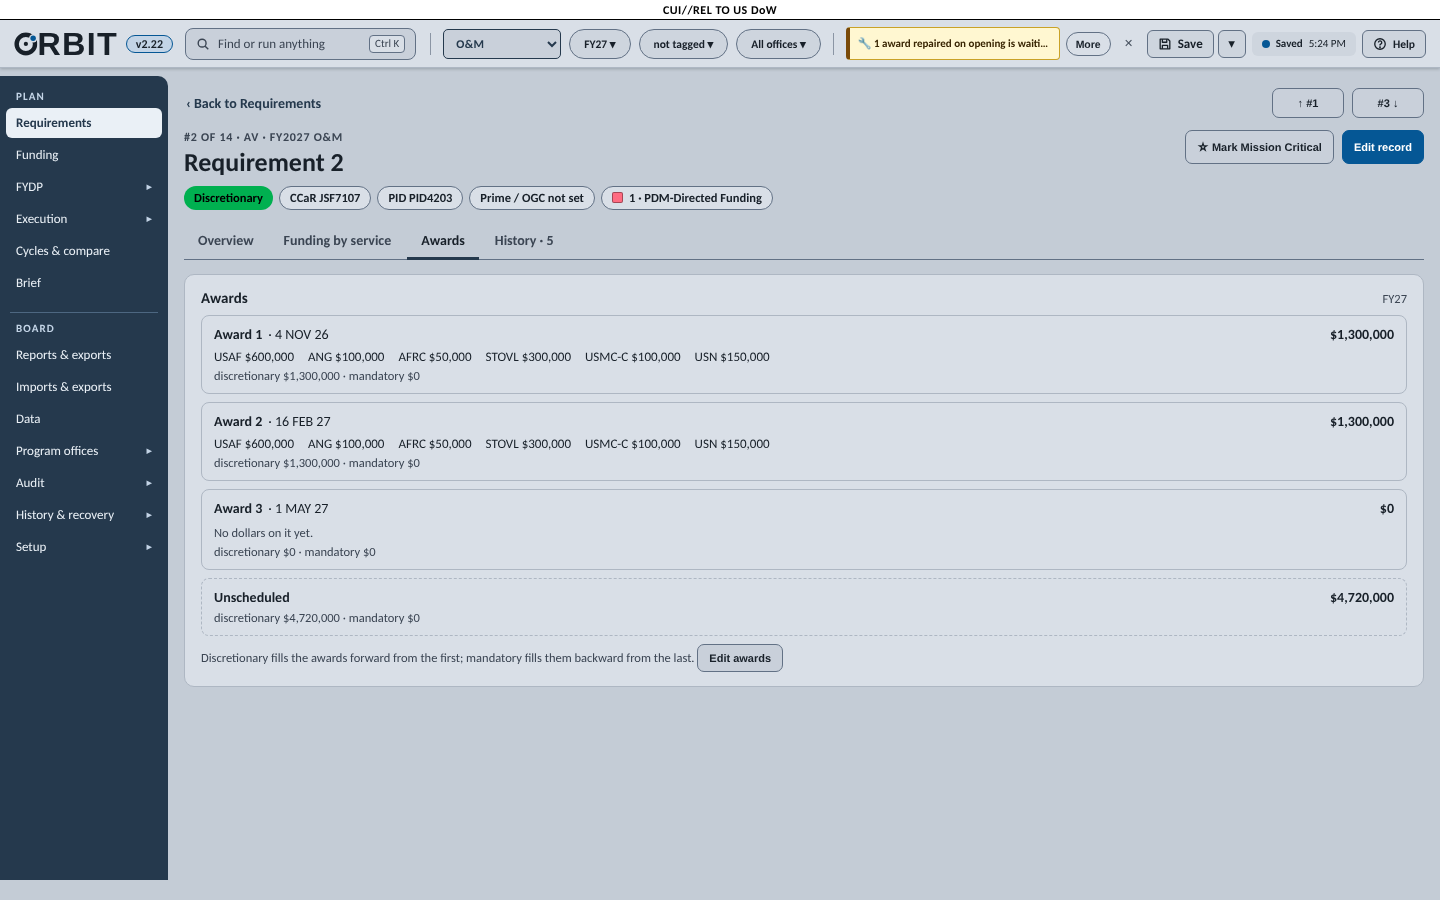 CUI//REL TO US DoW
ORBIT v2.22 Find or run anything Ctrl K O&M FY27 ▾ not tagged ▾ All offices ▾ 🔧 1 award repaired on opening is waiti... More × Save ▾ Saved 5:24 PM Help
PLAN
Requirements
Funding
FYDP ▸
Execution ▸
Cycles & compare
Brief
BOARD
Reports & exports
Imports & exports
Data
Program offices ▸
Audit ▸
History & recovery ▸
Setup ▸
‹ Back to Requirements ↑ #1 #3 ↓
#2 OF 14 · AV · FY2027 O&M
Requirement 2
☆ Mark Mission Critical Edit record
Discretionary CCaR JSF7107 PID PID4203 Prime / OGC not set 1 · PDM-Directed Funding
Overview Funding by service Awards History · 5
Awards FY27
Award 1 · 4 NOV 26 $1,300,000
USAF $600,000 ANG $100,000 AFRC $50,000 STOVL $300,000 USMC-C $100,000 USN $150,000
discretionary $1,300,000 · mandatory $0
Award 2 · 16 FEB 27 $1,300,000
USAF $600,000 ANG $100,000 AFRC $50,000 STOVL $300,000 USMC-C $100,000 USN $150,000
discretionary $1,300,000 · mandatory $0
Award 3 · 1 MAY 27 $0
No dollars on it yet.
discretionary $0 · mandatory $0
Unscheduled $4,720,000
discretionary $4,720,000 · mandatory $0
Discretionary fills the awards forward from the first; mandatory fills them backward from the last. Edit awards